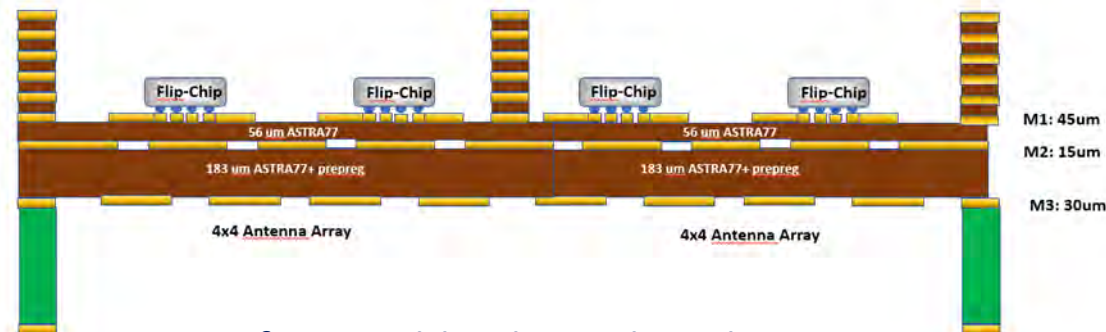 Flip-Chip Flip-Chip Flip-Chip Flip-Chip
M1: 45um
56 um ASTRA77 56 um ASTRA77
M2: 15um
183 um ASTRA77+ prepreg 183 um ASTRA77+ prepreg
M3: 30um
4x4 Antenna Array 4x4 Antenna Array